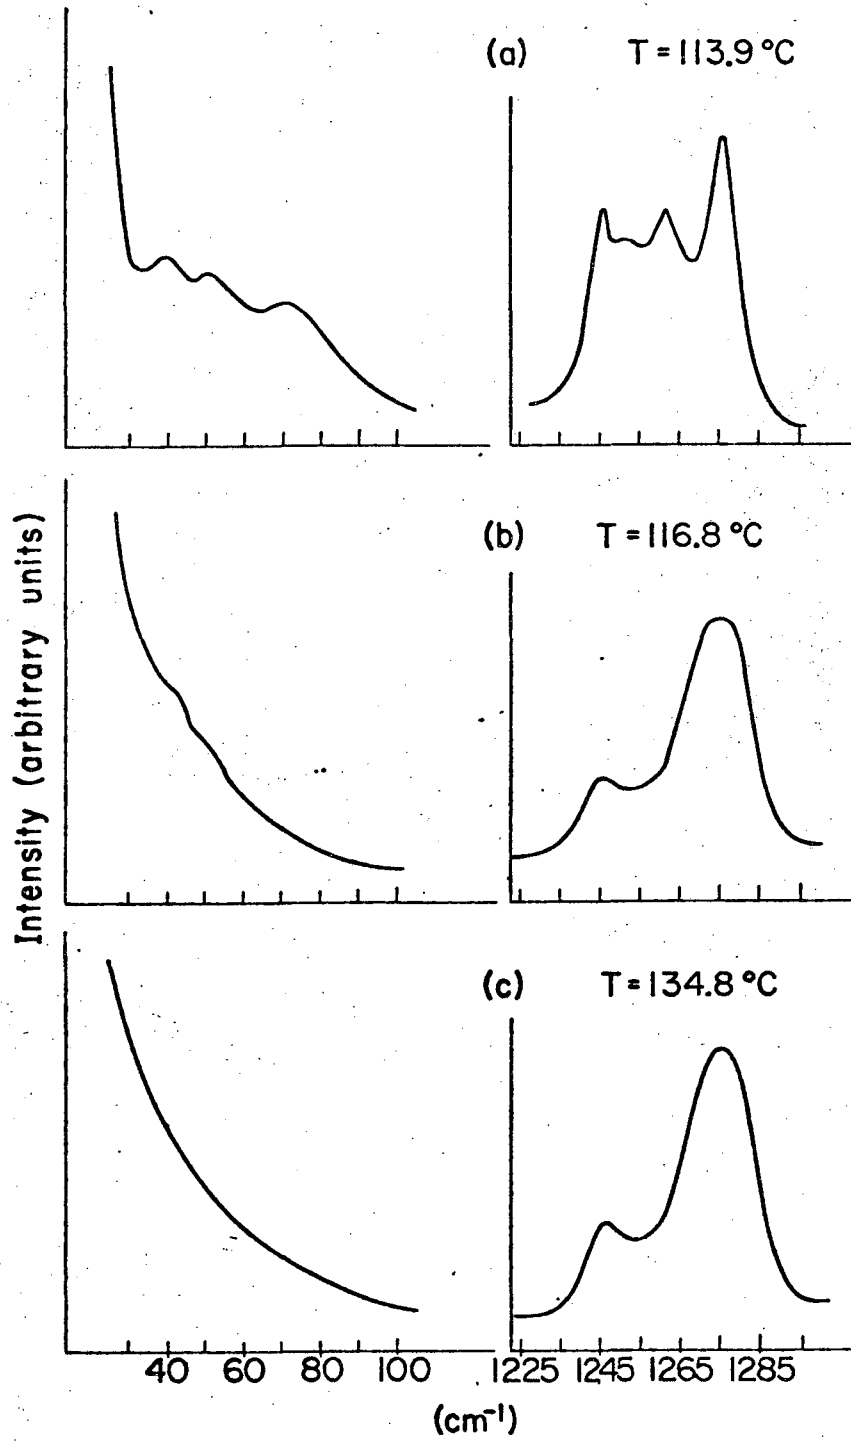 (a) T = 113.9 °C
(b) T = 116.8 °C
Intensity (arbitrary units)
(c) T = 134.8 °C
40 60 80 100 1225 1245 1265 1285
(cm⁻¹)